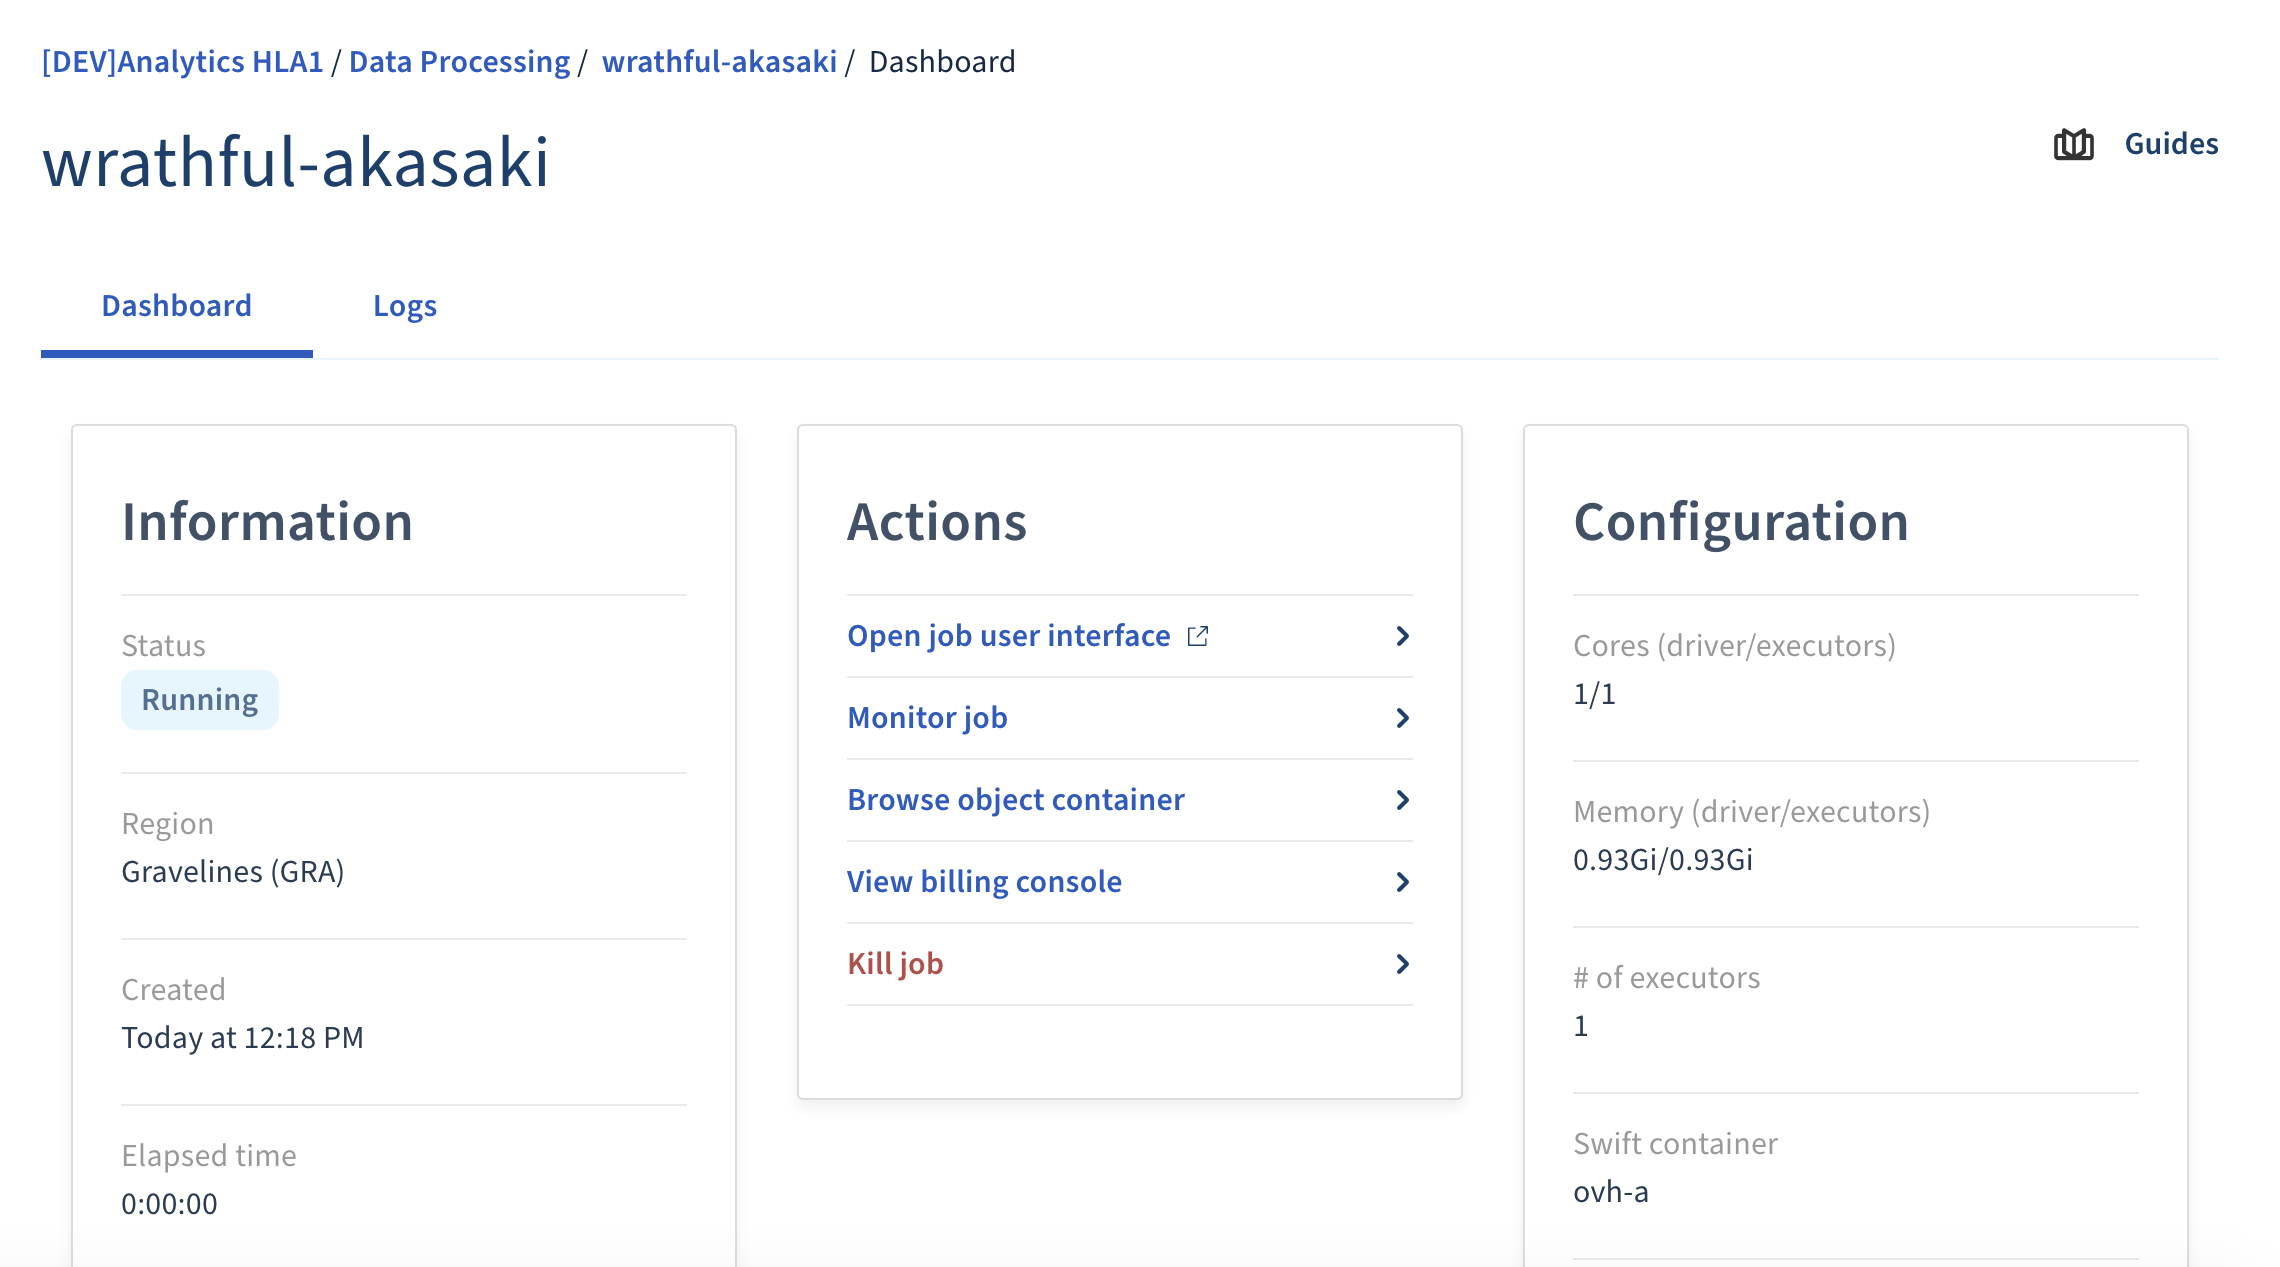 [DEV]Analytics HLA1 / Data Processing / wrathful-akasaki / Dashboard
wrathful-akasaki
Guides
Dashboard
Logs
Information
Status
Running
Region
Gravelines (GRA)
Created
Today at 12:18 PM
Elapsed time
0:00:00
Actions
Open job user interface
Monitor job
Browse object container
View billing console
Kill job
Configuration
Cores (driver/executors)
1/1
Memory (driver/executors)
0.93Gi/0.93Gi
# of executors
1
Swift container
ovh-a